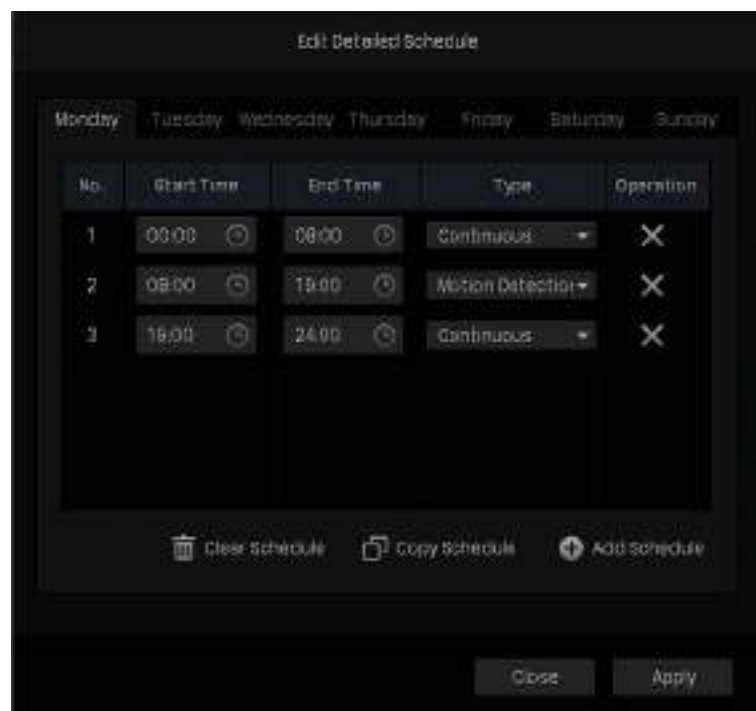 Edit Detailed Schedule
Monday Tuesday Wednesday Thursday Friday Saturday Sunday
No. Start Time End Time Type Operation
1 00:00 08:00 Continuous
2 08:00 19:00 Motion Detection
3 19:00 24:00 Continuous
Clear Schedule Copy Schedule Add Schedule
Close Apply